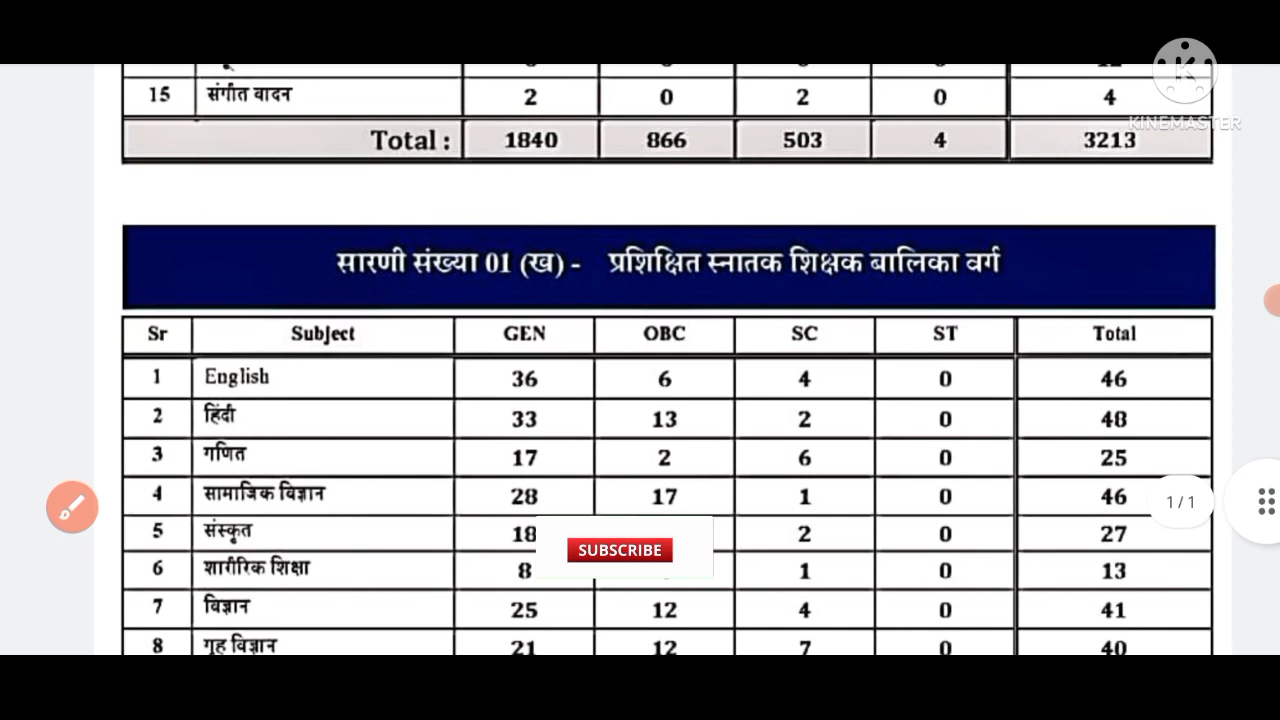 15 संगीत वादन 2 0 2 0 4
Total : 1840 866 503 4 3213
KINEMASTER
सारणी संख्या 01 (ख) - प्रशिक्षित स्नातक शिक्षक बालिका वर्ग
Sr Subject GEN OBC SC ST Total
1 English 36 6 4 0 46
2 हिंदी 33 13 2 0 48
3 गणित 17 2 6 0 25
4 सामाजिक विज्ञान 28 17 1 0 46
1 / 1
5 संस्कृत 18 2 0 27
SUBSCRIBE
6 शारीरिक शिक्षा 8 1 0 13
7 विज्ञान 25 12 4 0 41
8 गृह विज्ञान 21 12 7 0 40